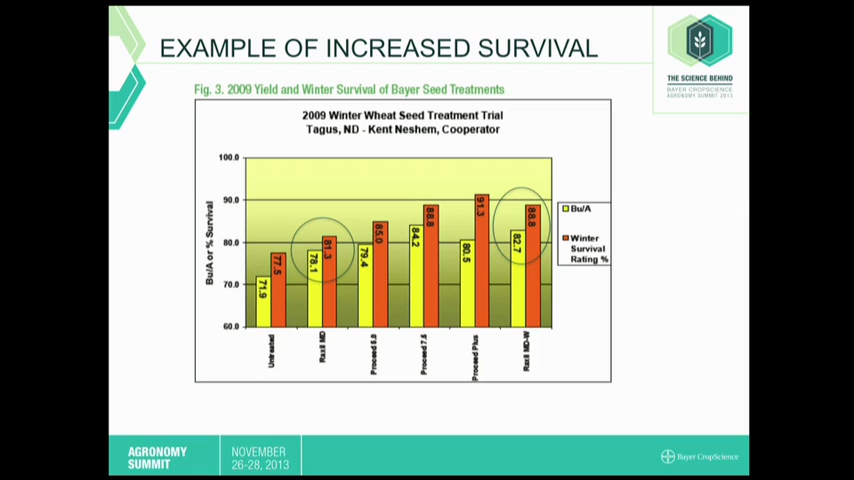 EXAMPLE OF INCREASED SURVIVAL
THE SCIENCE BEHIND
BAYER CROPSCIENCE
AGRONOMY SUMMIT 2013
Fig. 3. 2009 Yield and Winter Survival of Bayer Seed Treatments
2009 Winter Wheat Seed Treatment Trial
Tagus, ND - Kent Neshem, Cooperator
Bu/A or % Survival
100.0
90.0
80.0
70.0
60.0
71.9
77.5
78.1
81.3
79.4
85.0
84.2
88.8
80.5
91.3
82.7
88.8
Untreated
Raxil MD
Proceed 5.0
Proceed 7.5
Proceed Plus
Raxil MD-W
Bu/A
Winter
Survival
Rating %
AGRONOMY
SUMMIT
NOVEMBER
26-28, 2013
Bayer CropScience